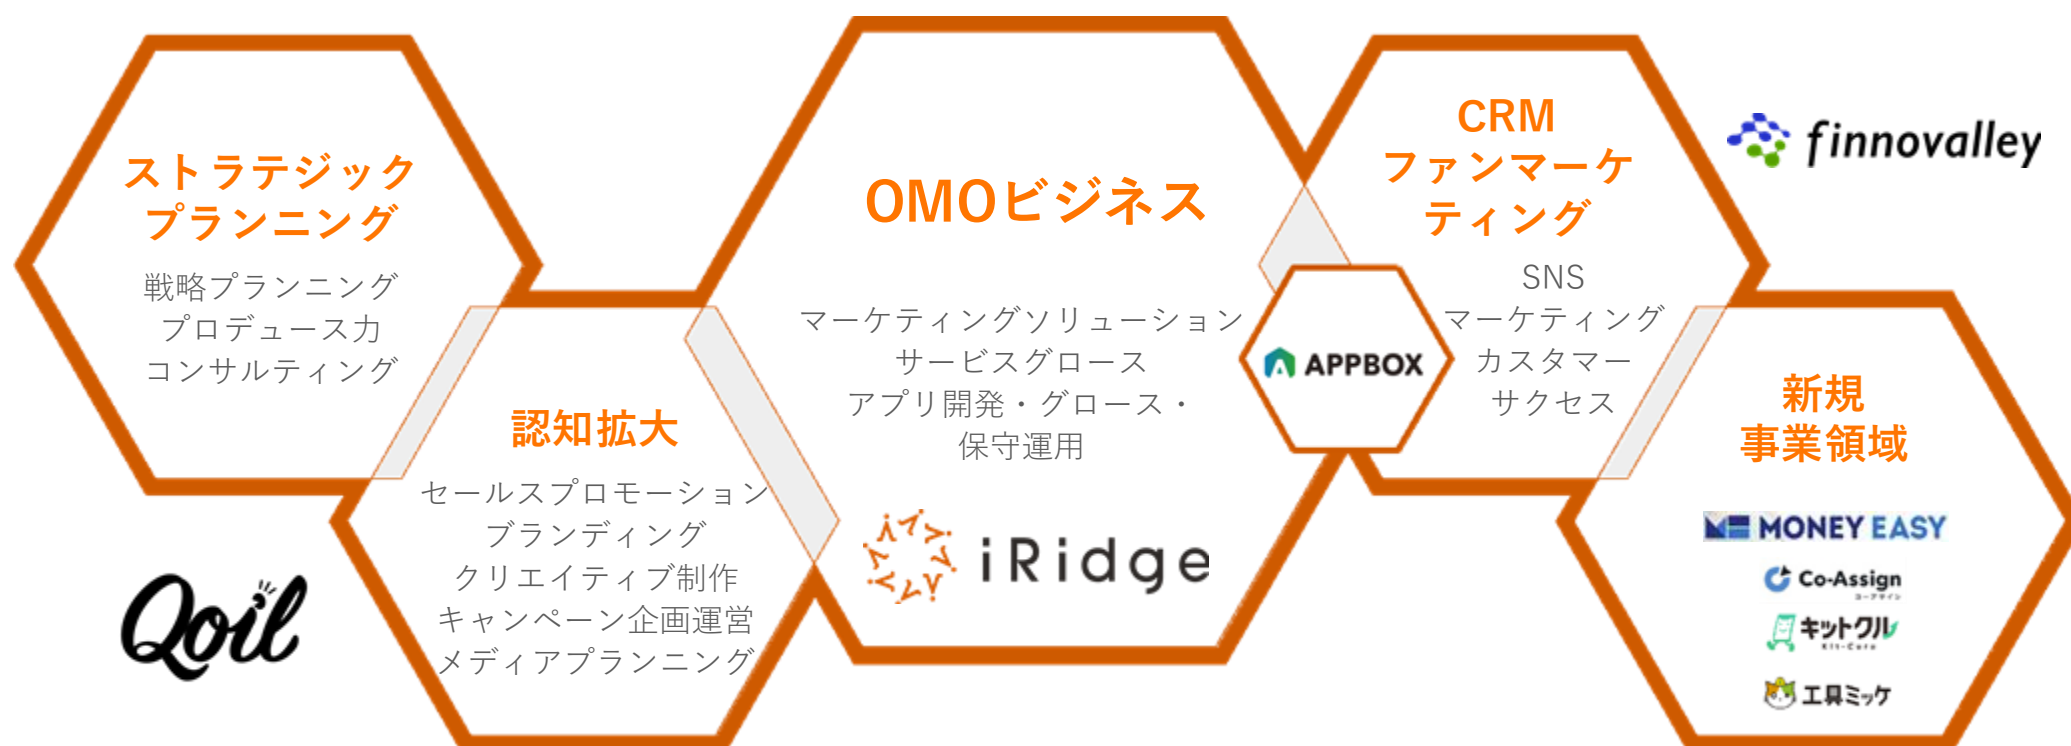 ストラテジック
プランニング
戦略プランニング
プロデュース力
コンサルティング
Qoil
認知拡大
セールスプロモーション
ブランディング
クリエイティブ制作
キャンペーン企画運営
メディアプランニング
OMOビジネス
マーケティングソリューション
サービスグロース
アプリ開発・グロース・
保守運用
iRidge
APPBOX
CRM
ファンマーケ
ティング
SNS
マーケティング
カスタマー
サクセス
finnovalley
新規
事業領域
MONEY EASY
Co-Assign
コーアサイン
キットクル
工具ミッケ